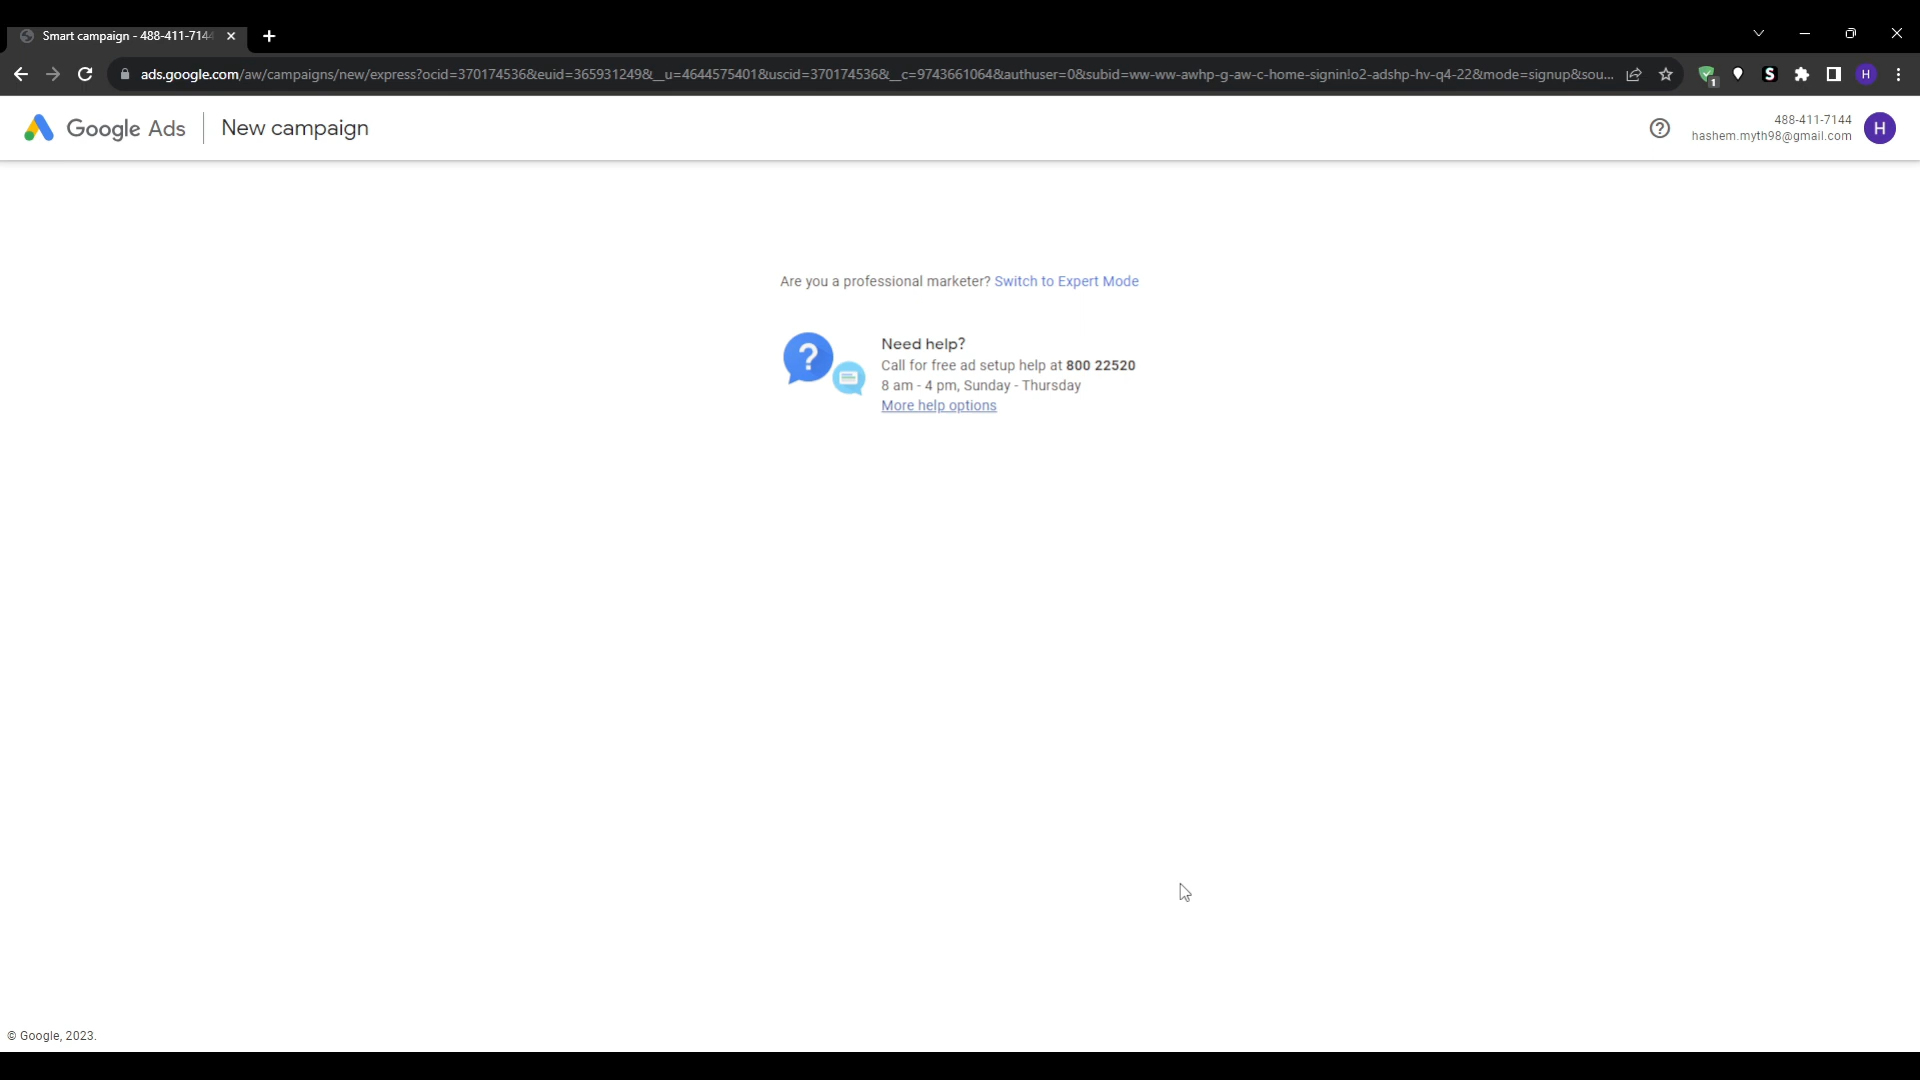 Smart campaign - 488-411-7144
ads.google.com/aw/campaigns/new/express?ocid=370174536&euid=365931249&__u=4644575401&uscid=370174536&__c=9743661064&authuser=0&subid=ww-ww-awhp-g-aw-c-home-signin!o2-adshp-hv-q4-22&mode=signup&sou...
1
S
H
Google Ads
New campaign
488-411-7144
hashem.myth98@gmail.com
H
Are you a professional marketer? Switch to Expert Mode
?
Need help?
Call for free ad setup help at 800 22520
8 am - 4 pm, Sunday - Thursday
More help options
© Google, 2023.